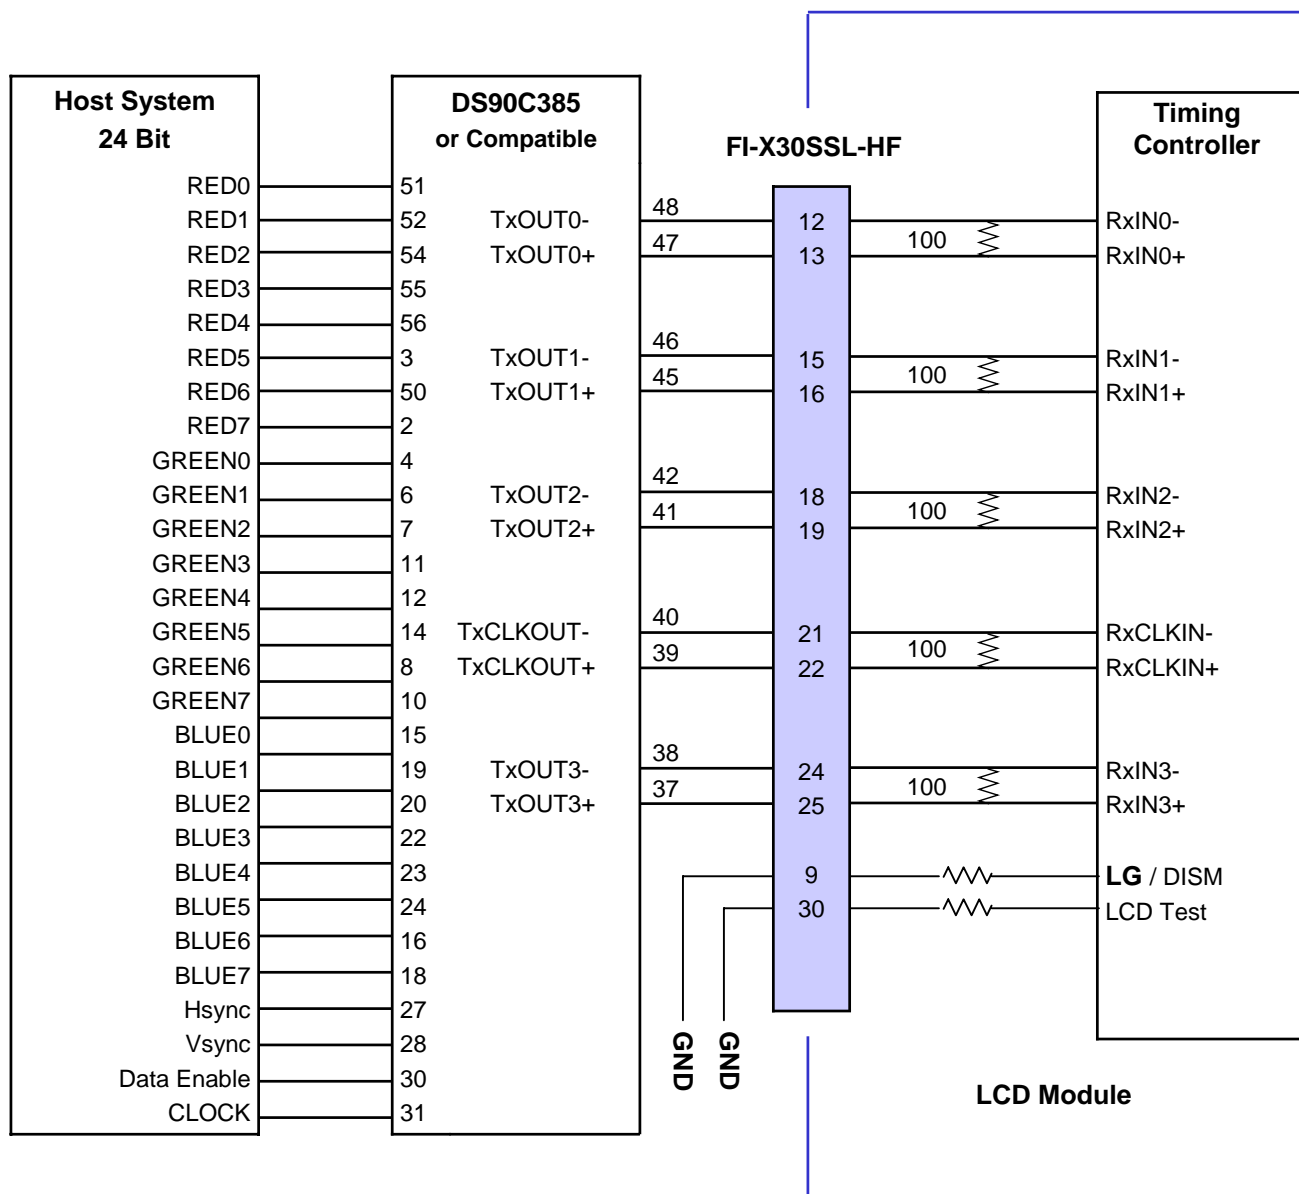 Host System
24 Bit
RED0
RED1
RED2
RED3
RED4
RED5
RED6
RED7
GREEN0
GREEN1
GREEN2
GREEN3
GREEN4
GREEN5
GREEN6
GREEN7
BLUE0
BLUE1
BLUE2
BLUE3
BLUE4
BLUE5
BLUE6
BLUE7
Hsync
Vsync
Data Enable
CLOCK
DS90C385
or Compatible
51
52
54
55
56
3
50
2
4
6
7
11
12
14
8
10
15
19
20
22
23
24
16
18
27
28
30
31
TxOUT0-
TxOUT0+
TxOUT1-
TxOUT1+
TxOUT2-
TxOUT2+
TxCLKOUT-
TxCLKOUT+
TxOUT3-
TxOUT3+
48
47
46
45
42
41
40
39
38
37
GND
GND
FI-X30SSL-HF
12
13
15
16
18
19
21
22
24
25
9
30
100
100
100
100
100
Timing
Controller
RxIN0-
RxIN0+
RxIN1-
RxIN1+
RxIN2-
RxIN2+
RxCLKIN-
RxCLKIN+
RxIN3-
RxIN3+
LG / DISM
LCD Test
LCD Module